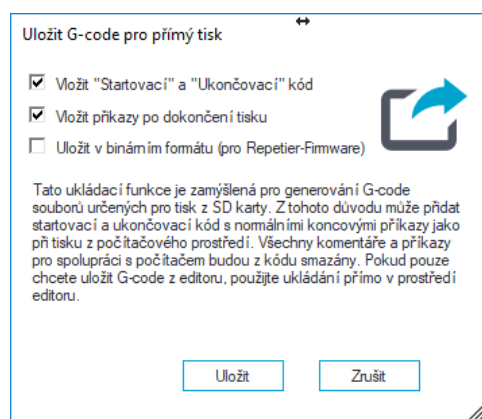 Uložit G-code pro přímý tisk
Vložit "Startovací" a "Ukončovací" kód
Vložit příkazy po dokončení tisku
Uložit v binárním formátu (pro Repetier-Firmware)
Tato ukládací funkce je zamýšlená pro generování G-code
souborů určených pro tisk z SD karty. Z tohoto důvodu může přidat
startovací a ukončovací kód s normálními koncovými příkazy jako
při tisku z počítačového prostředí. Všechny komentáře a příkazy
pro spolupráci s počítačem budou z kódu smazány. Pokud pouze
chcete uložit G-code z editoru, použijte ukládání přímo v prostředí
editoru.
Uložit
Zrušit